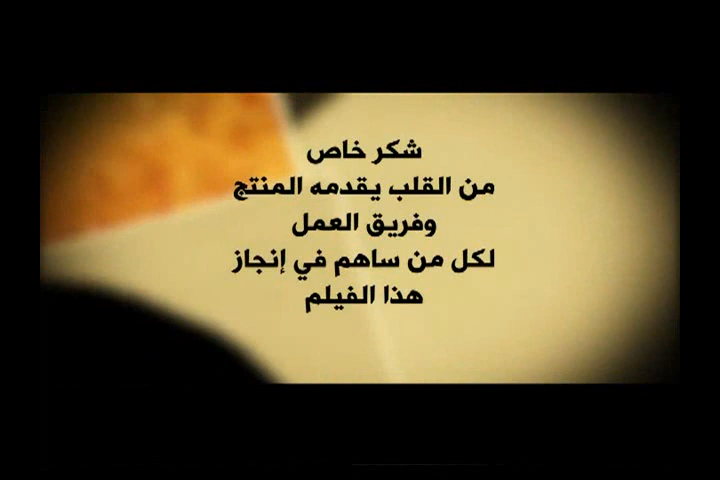 شكر خاص
من القلب يقدمه المنتج
وفريق العمل
لكل من ساهم في إنجاز
هذا الفيلم